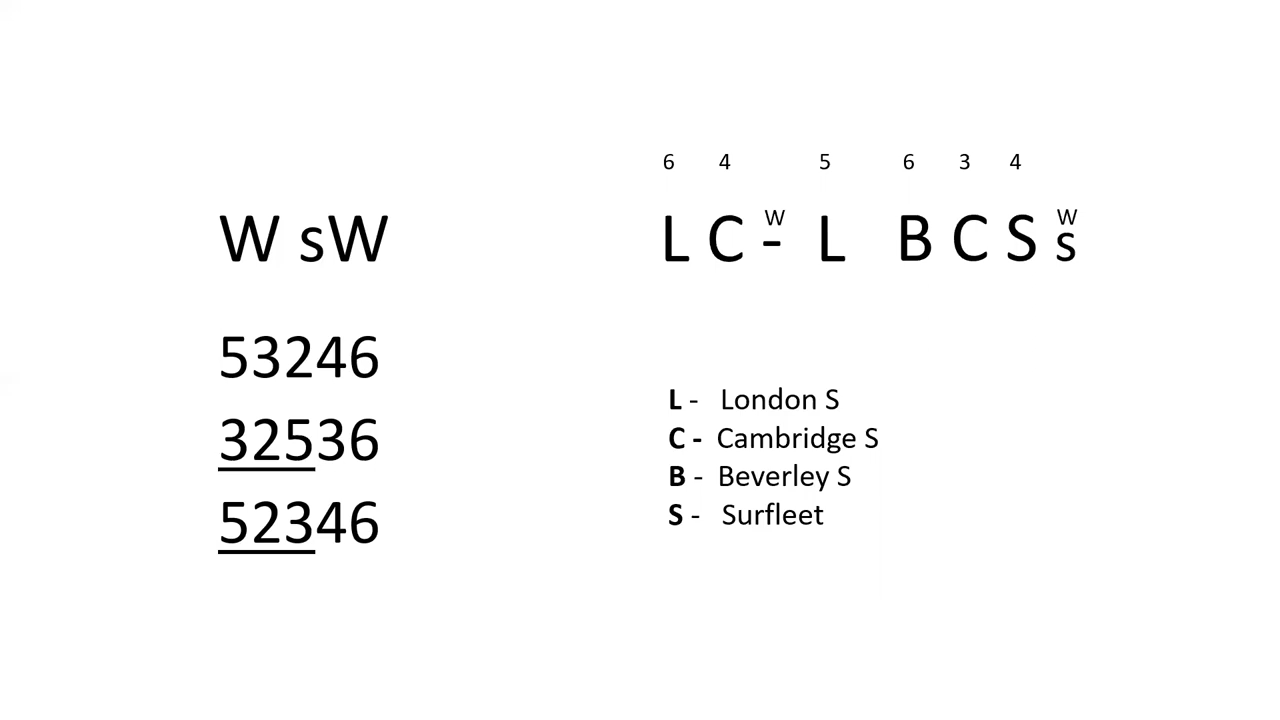 6 4 5 6 3 4
W sW
L C W - L B C S W s
53246
32536
52346
L - London S
C - Cambridge S
B - Beverley S
S - Surfleet